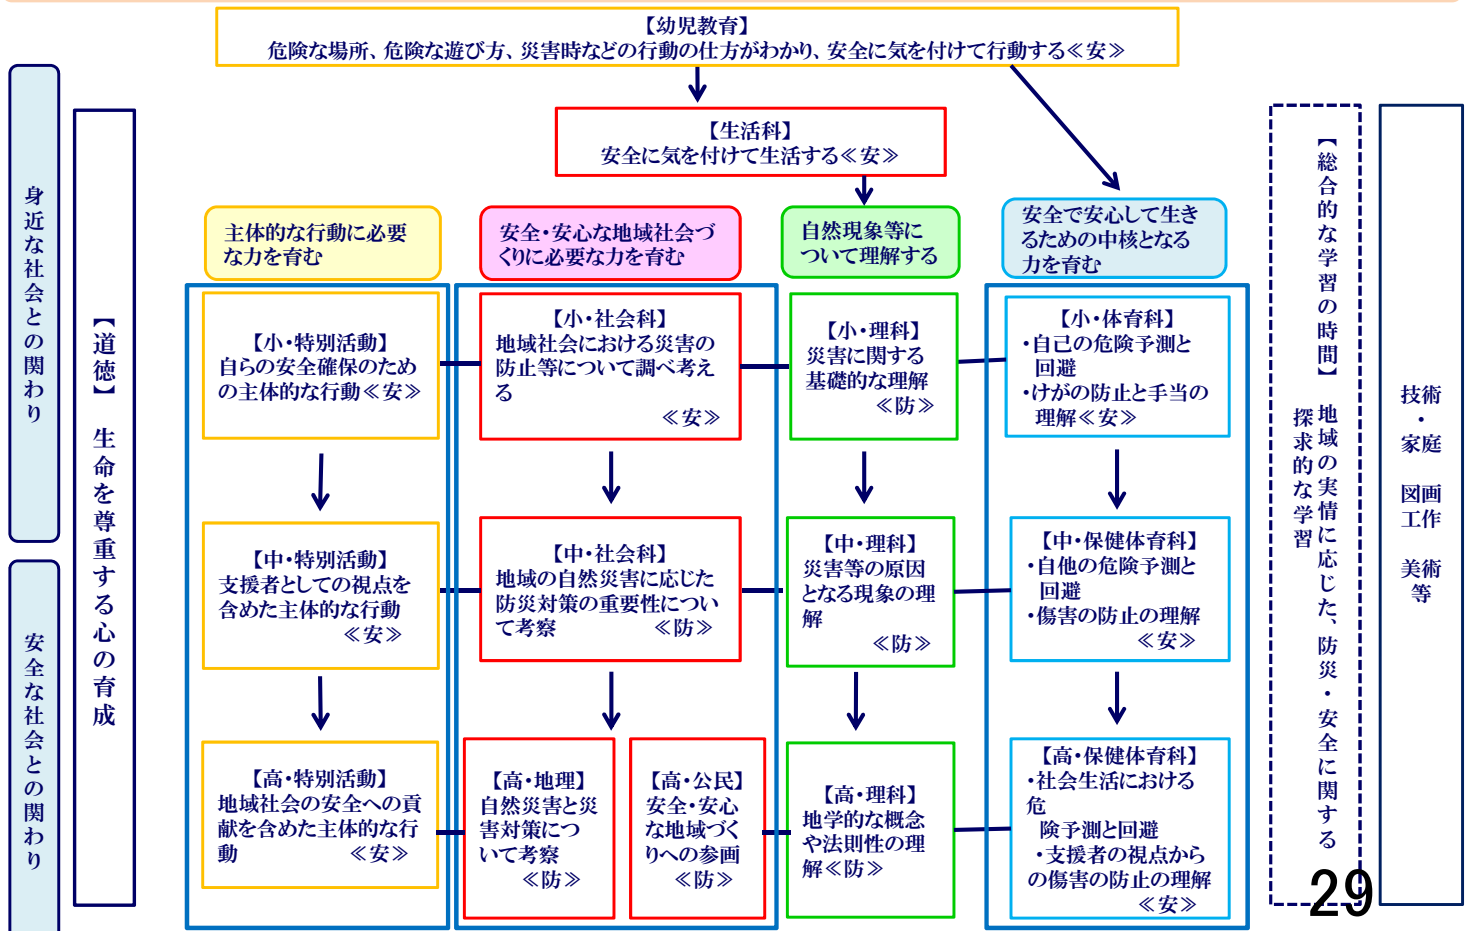 【幼児教育】
危険な場所、危険な遊び方、災害時などの行動の仕方がわかり、安全に気を付けて行動する≪安≫
【生活科】
安全に気を付けて生活する≪安≫
身近な社会との関わり
安全な社会との関わり
【道徳】 生命を尊重する心の育成
主体的な行動に必要
な力を育む
安全・安心な地域社会づ
くりに必要な力を育む
自然現象等に
ついて理解する
安全で安心して生き
るための中核となる
力を育む
【小・特別活動】
自らの安全確保のため
の主体的な行動≪安≫
【小・社会科】
地域社会における災害の
防止等について調べ考え
る
≪安≫
【小・理科】
災害に関する
基礎的な理解
≪防≫
【小・体育科】
・自己の危険予測と
回避
・けがの防止と手当の
理解≪安≫
【中・特別活動】
支援者としての視点を
含めた主体的な行動
≪安≫
【中・社会科】
地域の自然災害に応じた
防災対策の重要性につい
て考察 ≪防≫
【中・理科】
災害等の原因
となる現象の理
解
≪防≫
【中・保健体育科】
・自他の危険予測と
回避
・傷害の防止の理解
≪安≫
【高・特別活動】
地域社会の安全への貢
献を含めた主体的な行
動 ≪安≫
【高・地理】
自然災害と災
害対策につ
いて考察
≪防≫
【高・公民】
安全・安心
な地域づく
りへの参画
≪防≫
【高・理科】
地学的な概念
や法則性の理
解≪防≫
【高・保健体育科】
・社会生活における
危
険予測と回避
・支援者の視点から
の傷害の防止の理解
≪安≫
【総合的な学習の時間】 地域の実情に応じた、防災・安全に関する
探求的な学習
技術
・
家庭
図画
工作
美術
等
29